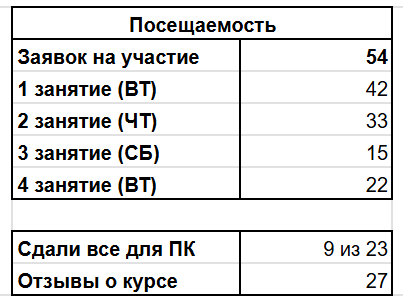 Посещаемость
Заявок на участие 54
1 занятие (ВТ) 42
2 занятие (ЧТ) 33
3 занятие (СБ) 15
4 занятие (ВТ) 22
Сдали все для ПК 9 из 23
Отзывы о курсе 27